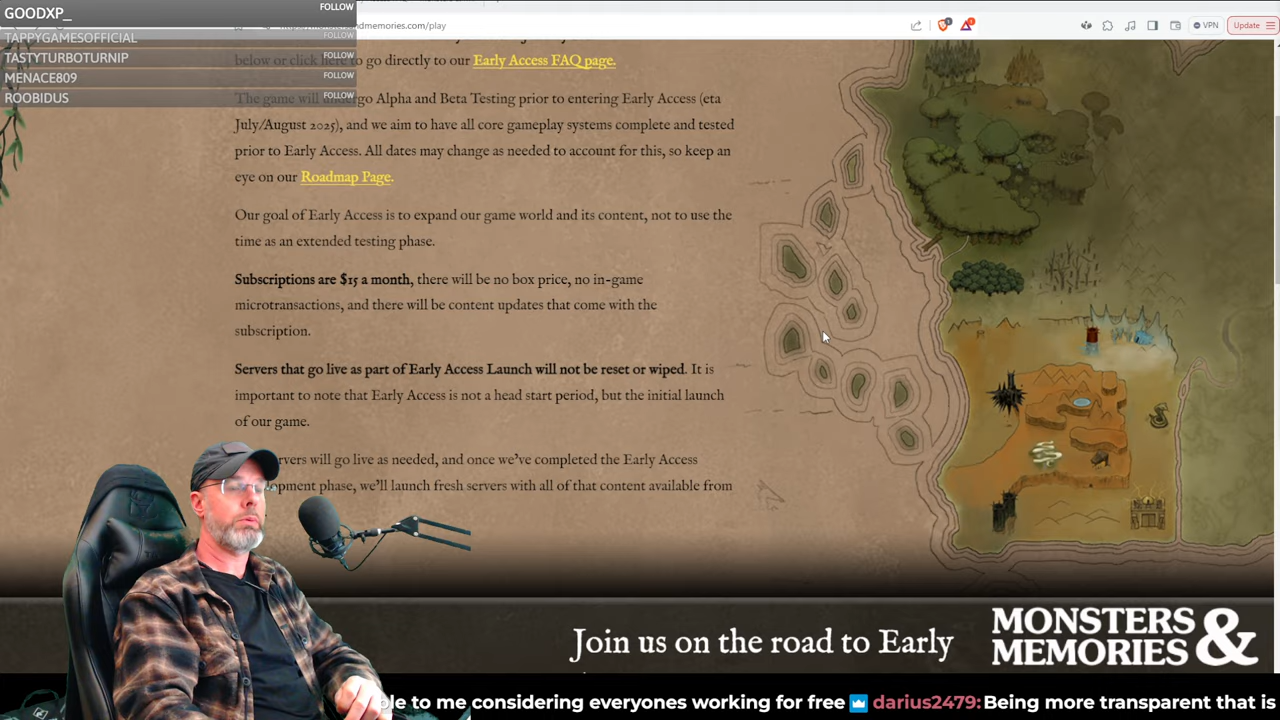 GOODXP_ FOLLOW
TAPPYGAMESOFFICIAL FOLLOW
TASTYTURBOTURNIP FOLLOW
MENACE809 FOLLOW
ROOBIDUS FOLLOW
ndmemories.com/play
VPN
Update
below or click here to go directly to our Early Access FAQ page.
The game will undergo Alpha and Beta Testing prior to entering Early Access (eta
July/August 2025), and we aim to have all core gameplay systems complete and tested
prior to Early Access. All dates may change as needed to account for this, so keep an
eye on our Roadmap Page.
Our goal of Early Access is to expand our game world and its content, not to use the
time as an extended testing phase.
Subscriptions are $15 a month, there will be no box price, no in-game
microtransactions, and there will be content updates that come with the
subscription.
Servers that go live as part of Early Access Launch will not be reset or wiped. It is
important to note that Early Access is not a head start period, but the initial launch
of our game.
ervers will go live as needed, and once we've completed the Early Access
opment phase, we'll launch fresh servers with all of that content available from
Join us on the road to Early
MONSTERS & MEMORIES
ble to me considering everyones working for free darius2479: Being more transparent that is